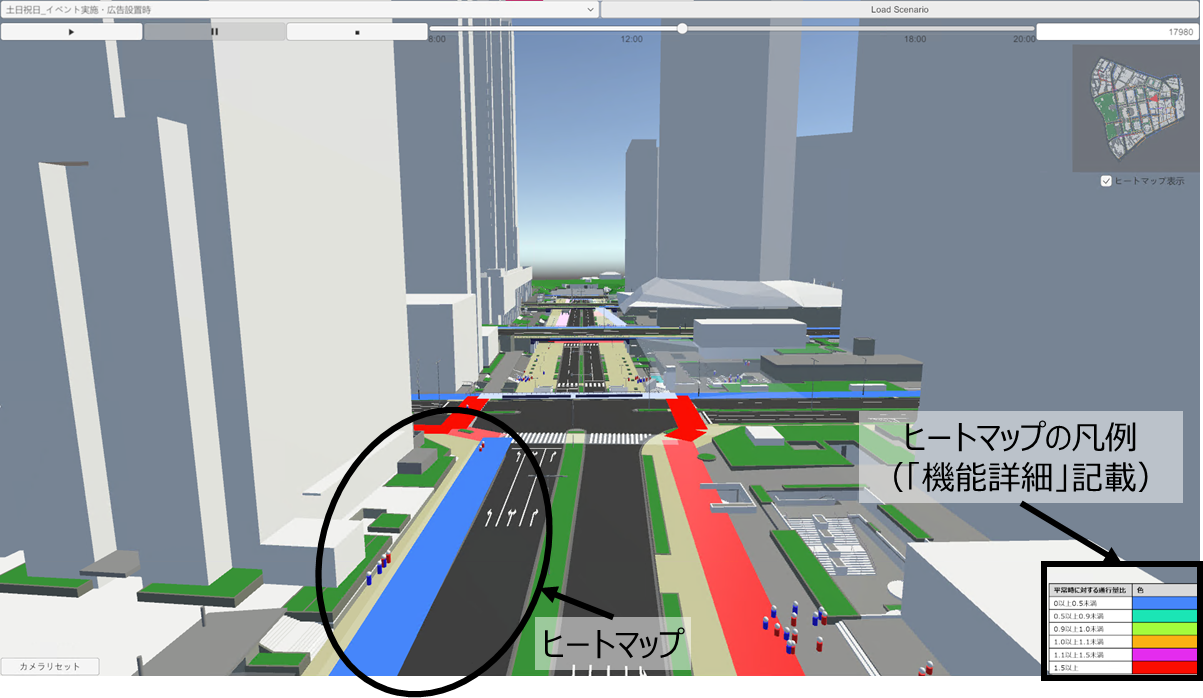 土日祝日_イベント実施・広告設置時
Load Scenario
6:00
12:00
18:00
20:00
17980
ヒートマップ表示
ヒートマップの凡例
(「機能詳細」記載)
平常時に対する通行量比 色
0以上0.5未満
0.5以上0.9未満
0.9以上1.0未満
1.0以上1.1未満
1.1以上1.5未満
1.5以上
ヒートマップ
カメラリセット